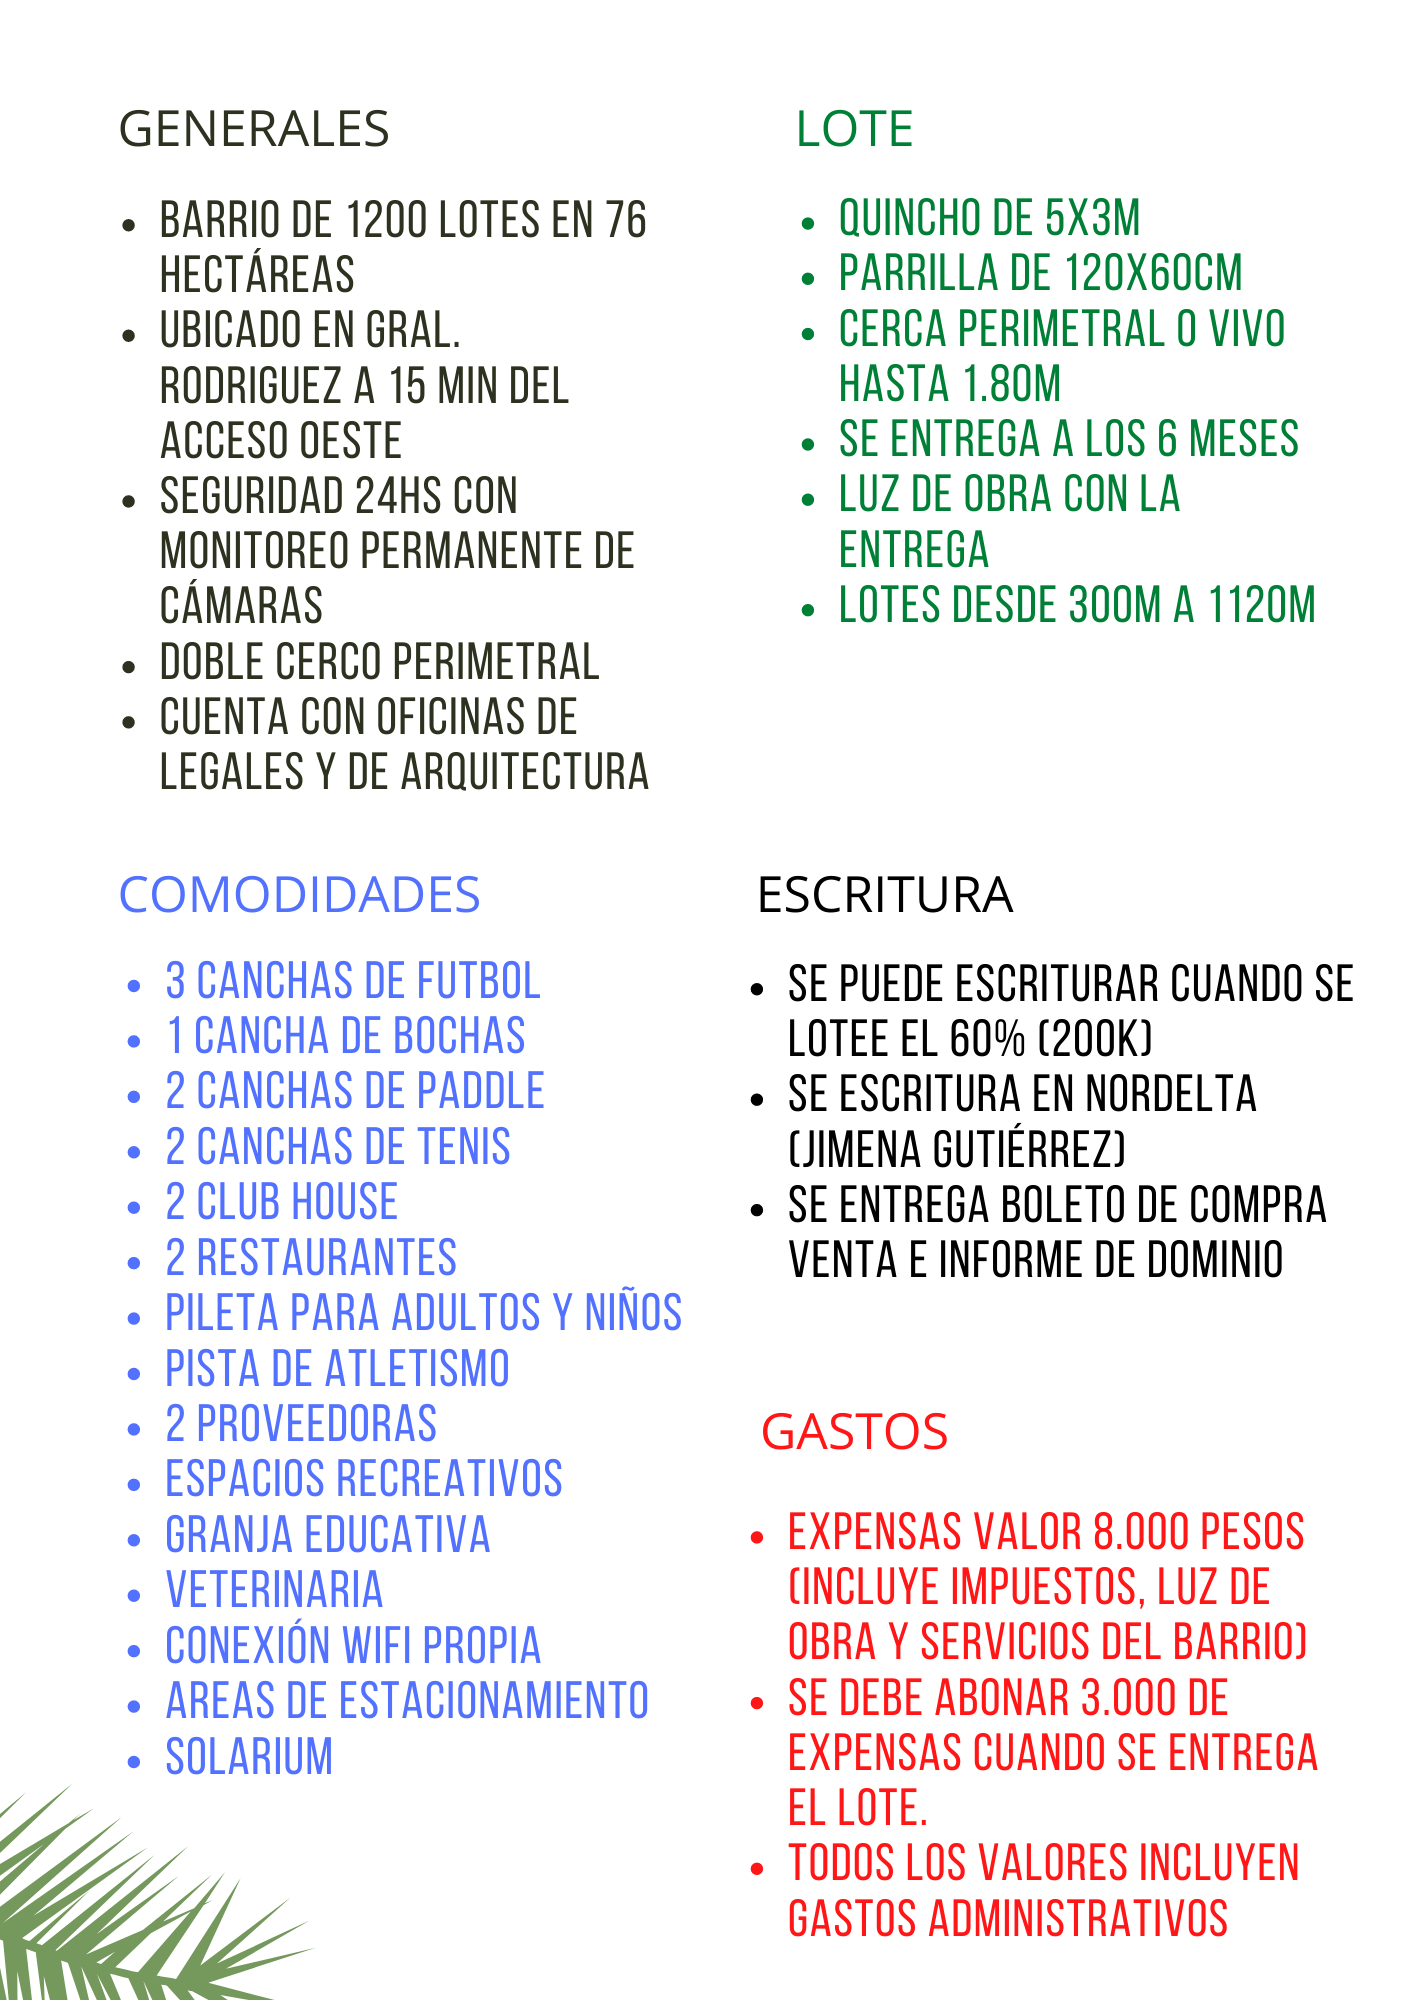 GENERALES
BARRIO DE 1200 LOTES EN 76
HECTÁREAS
UBICADO EN GRAL.
RODRIGUEZ A 15 MIN DEL
ACCESO OESTE
SEGURIDAD 24HS CON
MONITOREO PERMANENTE DE
CÁMARAS
DOBLE CERCO PERIMETRAL
CUENTA CON OFICINAS DE
LEGALES Y DE ARQUITECTURA
LOTE
QUINCHO DE 5X3M
PARRILLA DE 120X60CM
CERCA PERIMETRAL O VIVO
HASTA 1.80M
SE ENTREGA A LOS 6 MESES
LUZ DE OBRA CON LA
ENTREGA
LOTES DESDE 300M A 1120M
COMODIDADES
3 CANCHAS DE FUTBOL
1 CANCHA DE BOCHAS
2 CANCHAS DE PADDLE
2 CANCHAS DE TENIS
2 CLUB HOUSE
2 RESTAURANTES
PILETA PARA ADULTOS Y NIÑOS
PISTA DE ATLETISMO
2 PROVEEDORAS
ESPACIOS RECREATIVOS
GRANJA EDUCATIVA
VETERINARIA
CONEXIÓN WIFI PROPIA
AREAS DE ESTACIONAMIENTO
SOLARIUM
ESCRITURA
SE PUEDE ESCRITURAR CUANDO SE
LOTEE EL 60% (200K)
SE ESCRITURA EN NORDELTA
(JIMENA GUTIÉRREZ)
SE ENTREGA BOLETO DE COMPRA
VENTA E INFORME DE DOMINIO
GASTOS
EXPENSAS VALOR 8.000 PESOS
(INCLUYE IMPUESTOS, LUZ DE
OBRA Y SERVICIOS DEL BARRIO)
SE DEBE ABONAR 3.000 DE
EXPENSAS CUANDO SE ENTREGA
EL LOTE.
TODOS LOS VALORES INCLUYEN
GASTOS ADMINISTRATIVOS